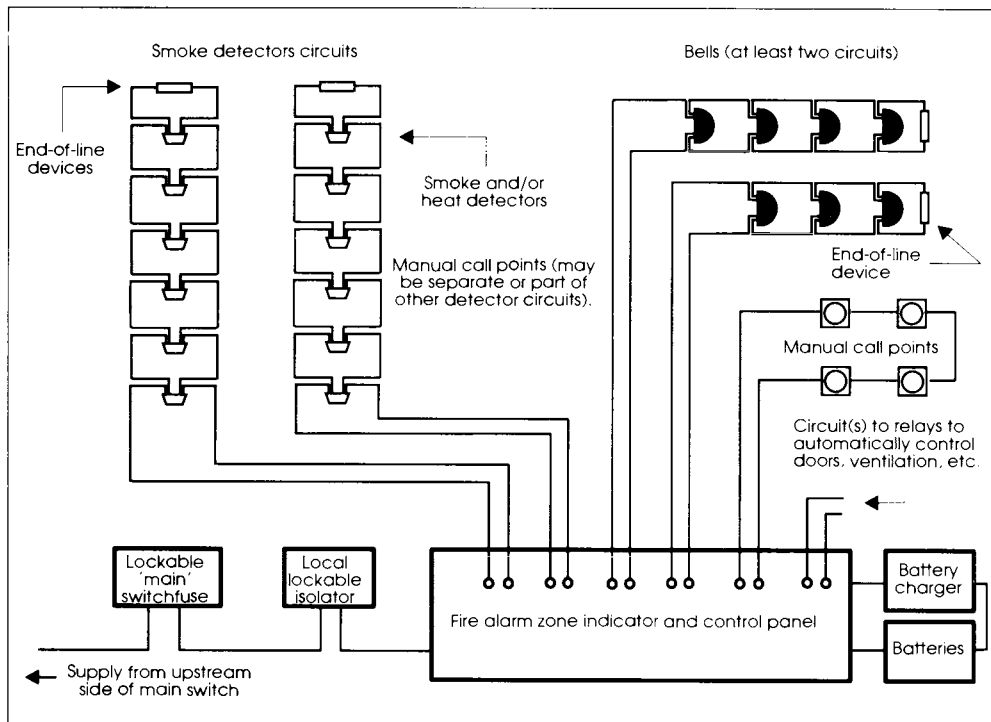 Smoke detectors circuits
Bells (at least two circuits)
End-of-line
devices
Smoke and/or
heat detectors
Manual call points (may
be separate or part of
other detector circuits).
End-of-line
device
Manual call points
Circuit(s) to relays to
automatically control
doors, ventilation, etc.
Lockable
'main'
switchfuse
Local
lockable
isolator
Fire alarm zone indicator and control panel
Battery
charger
Batteries
Supply from upstream
side of main switch